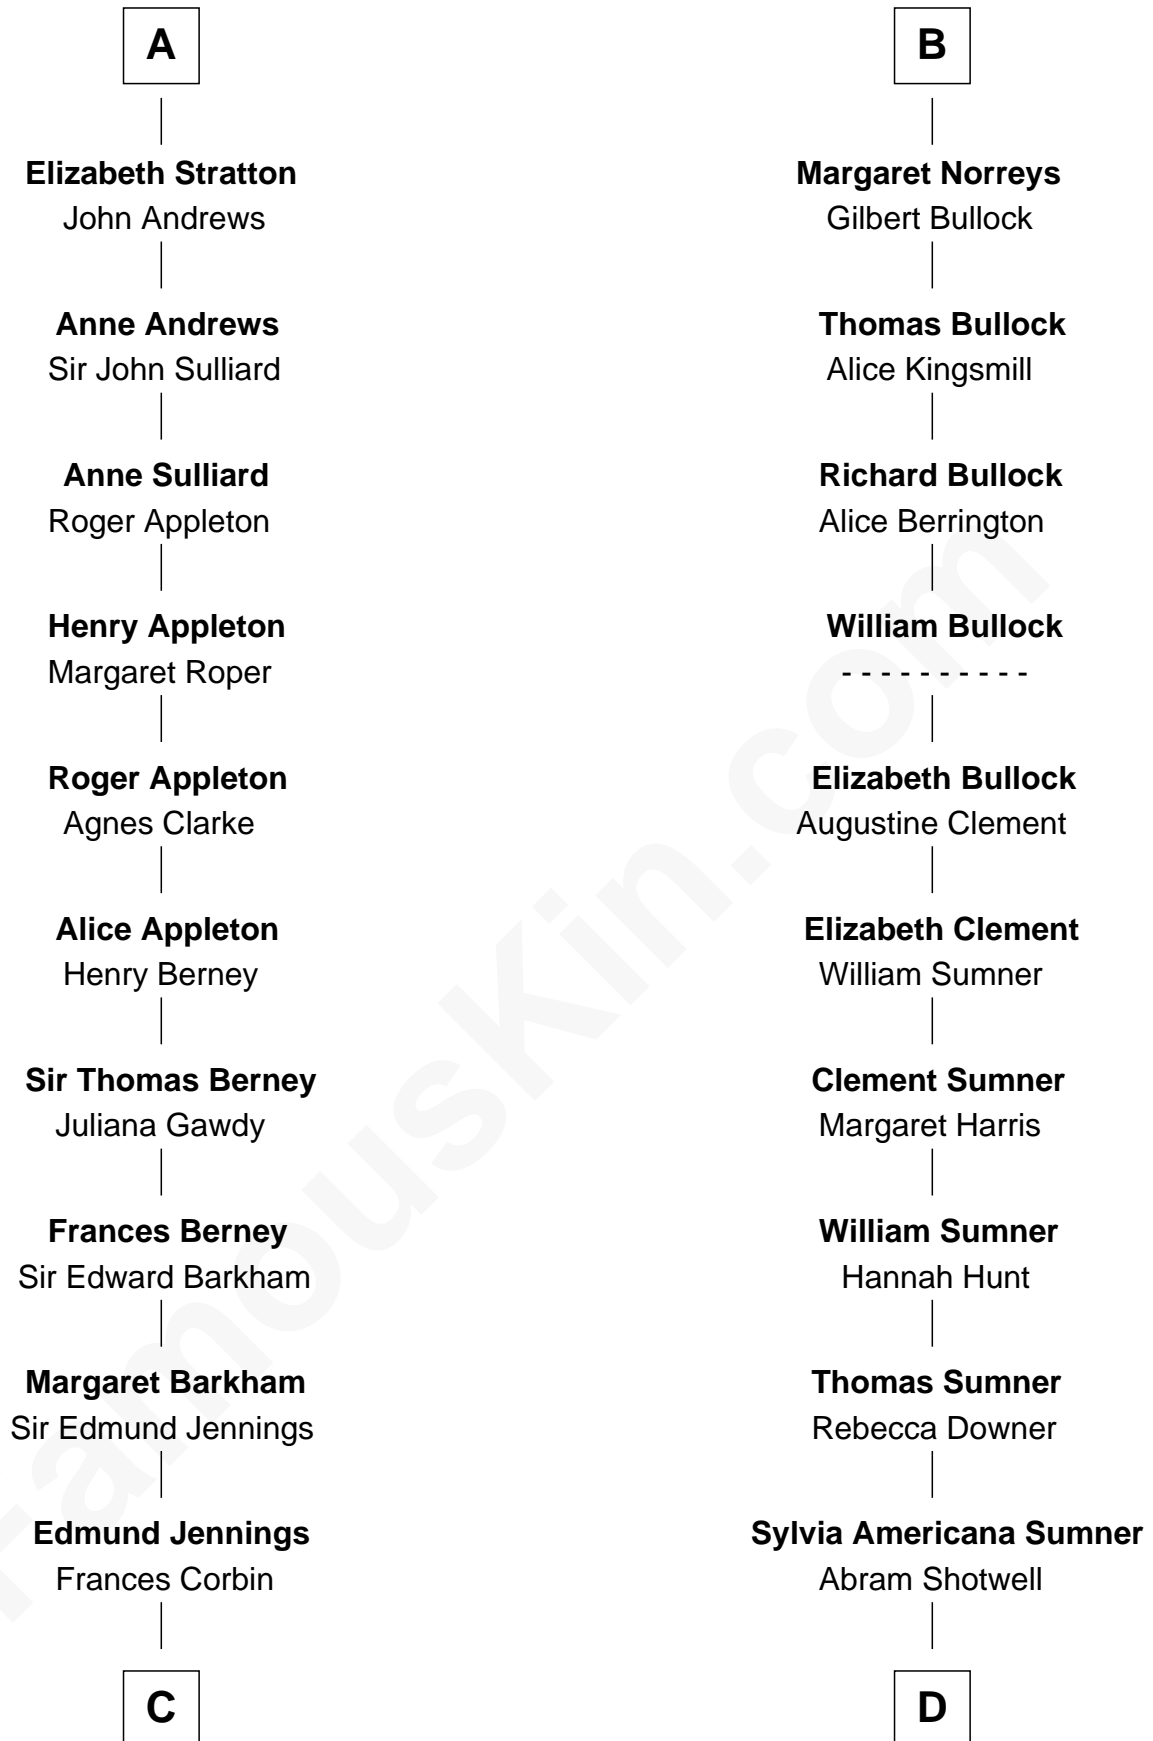 A
Elizabeth Stratton
John Andrews
Anne Andrews
Sir John Sulliard
Anne Sulliard
Roger Appleton
Henry Appleton
Margaret Roper
Roger Appleton
Agnes Clarke
Alice Appleton
Henry Berney
Sir Thomas Berney
Juliana Gawdy
Frances Berney
Sir Edward Barkham
Margaret Barkham
Sir Edmund Jennings
Edmund Jennings
Frances Corbin
C
B
Margaret Norreys
Gilbert Bullock
Thomas Bullock
Alice Kingsmill
Richard Bullock
Alice Berrington
William Bullock
- - - - - - - - - -
Elizabeth Bullock
Augustine Clement
Elizabeth Clement
William Sumner
Clement Sumner
Margaret Harris
William Sumner
Hannah Hunt
Thomas Sumner
Rebecca Downer
Sylvia Americana Sumner
Abram Shotwell
D
FamousKin.com